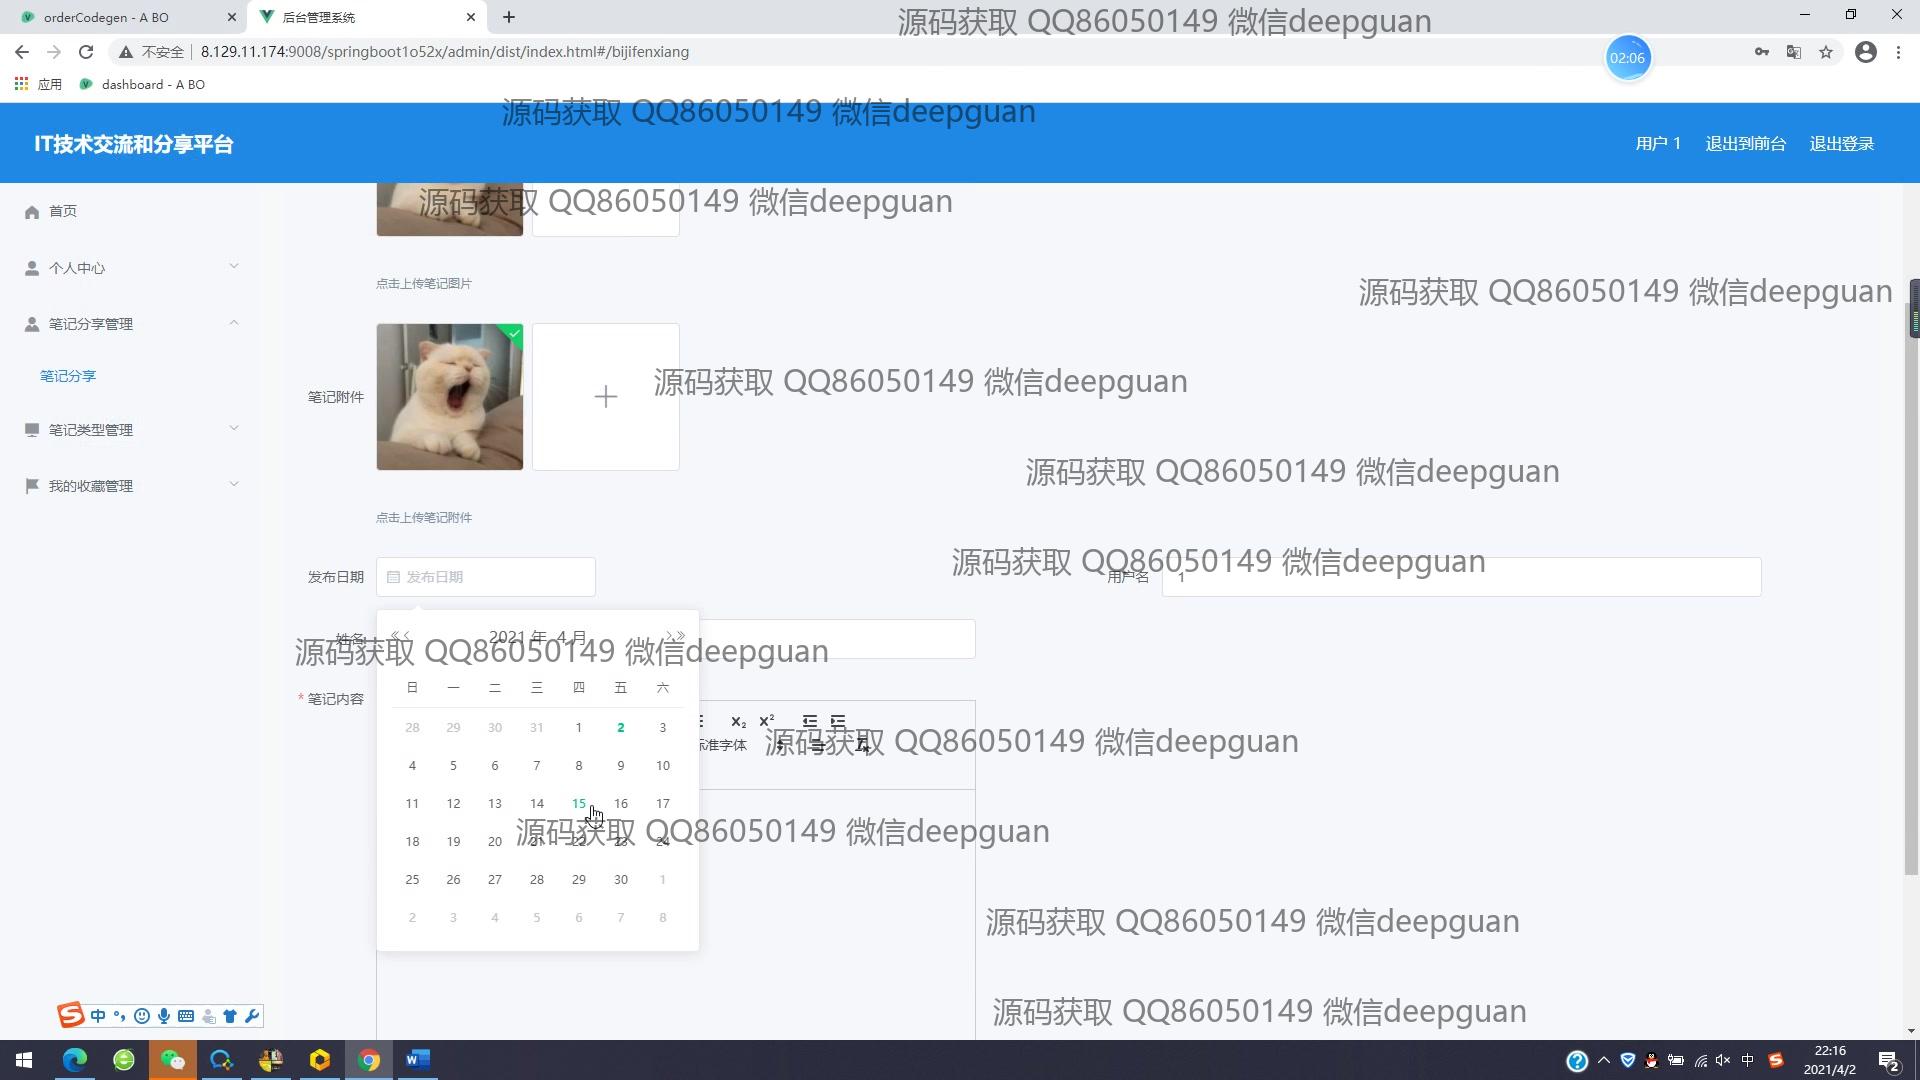 orderCodegen - A BO
后台管理系统
源码获取 QQ86050149 微信deepguan
不安全
8.129.11.174:9008/springboot1o52x/admin/dist/index.html#/bijifenxiang
02:06
应用
dashboard - A BO
源码获取 QQ86050149 微信deepguan
IT技术交流和分享平台
用户 1
退出到前台
退出登录
首页
源码获取 QQ86050149 微信deepguan
个人中心
点击上传笔记图片
源码获取 QQ86050149 微信deepguan
笔记分享管理
笔记分享
源码获取 QQ86050149 微信deepguan
笔记附件
笔记类型管理
源码获取 QQ86050149 微信deepguan
我的收藏管理
点击上传笔记附件
源码获取 QQ86050149 微信deepguan
发布日期
发布日期
用户名
1
姓名
2021 年 4 月
源码获取 QQ86050149 微信deepguan
* 笔记内容
日 一 二 三 四 五 六
28 29 30 31 1 2 3
标准字体
源码获取 QQ86050149 微信deepguan
4 5 6 7 8 9 10
11 12 13 14 15 16 17
源码获取 QQ86050149 微信deepguan
18 19 20 21 22 23 24
25 26 27 28 29 30 1
2 3 4 5 6 7 8
源码获取 QQ86050149 微信deepguan
源码获取 QQ86050149 微信deepguan
中
中
22:16
2021/4/2
2